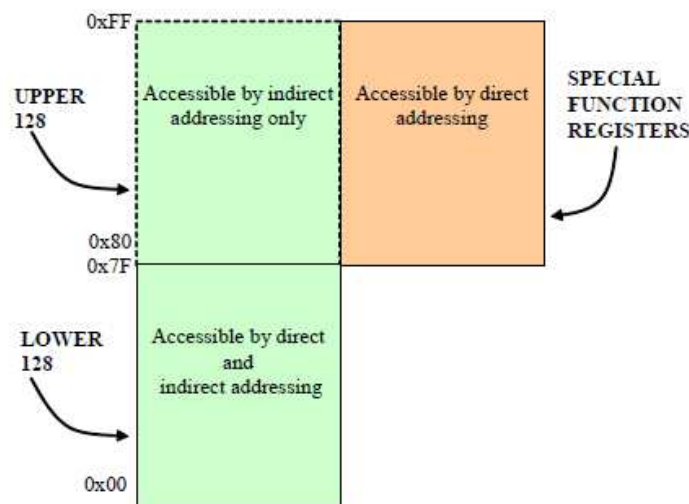 0xFF
UPPER
128
Accessible by indirect
addressing only
Accessible by direct
addressing
SPECIAL
FUNCTION
REGISTERS
0x80
0x7F
LOWER
128
Accessible by direct
and
indirect addressing
0x00